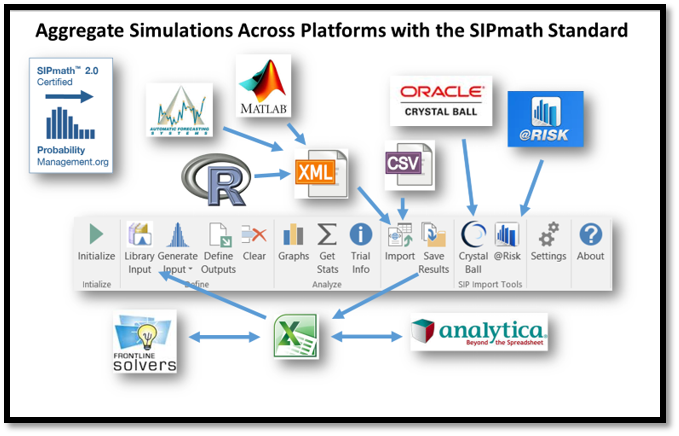 Aggregate Simulations Across Platforms with the SIPmath Standard
SIPmath™ 2.0
Certified
Probability
Management.org
AUTOMATIC FORECASTING
SYSTEMS
MATLAB
ORACLE®
CRYSTAL BALL
@RISK
R
XML
CSV
Initialize
Library
Input
Generate
Input
Define
Outputs
Clear
Graphs
Get
Stats
Trial
Info
Import
Save
Results
Crystal
Ball
@Risk
Settings
About
Intialize
Define
Analyze
SIP Import Tools
FRONTLINE
solvers
X
analytica®
Beyond the Spreadsheet